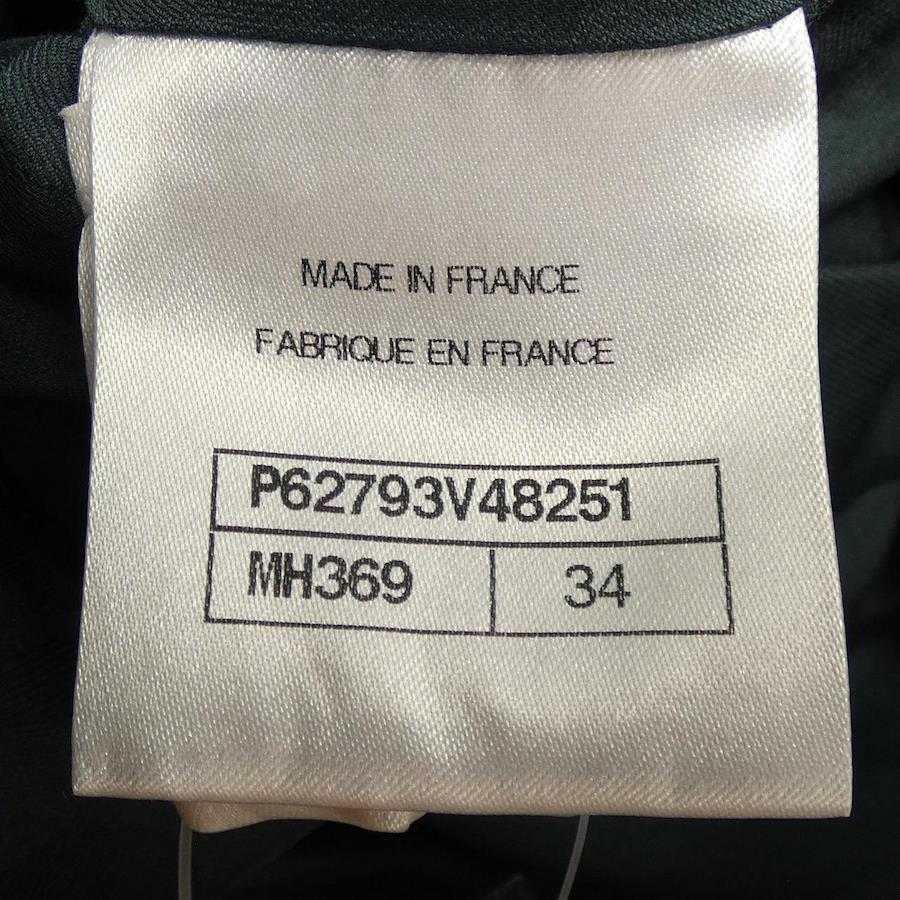 MADE IN FRANCE
FABRIQUE EN FRANCE
P62793V48251
MH369 34